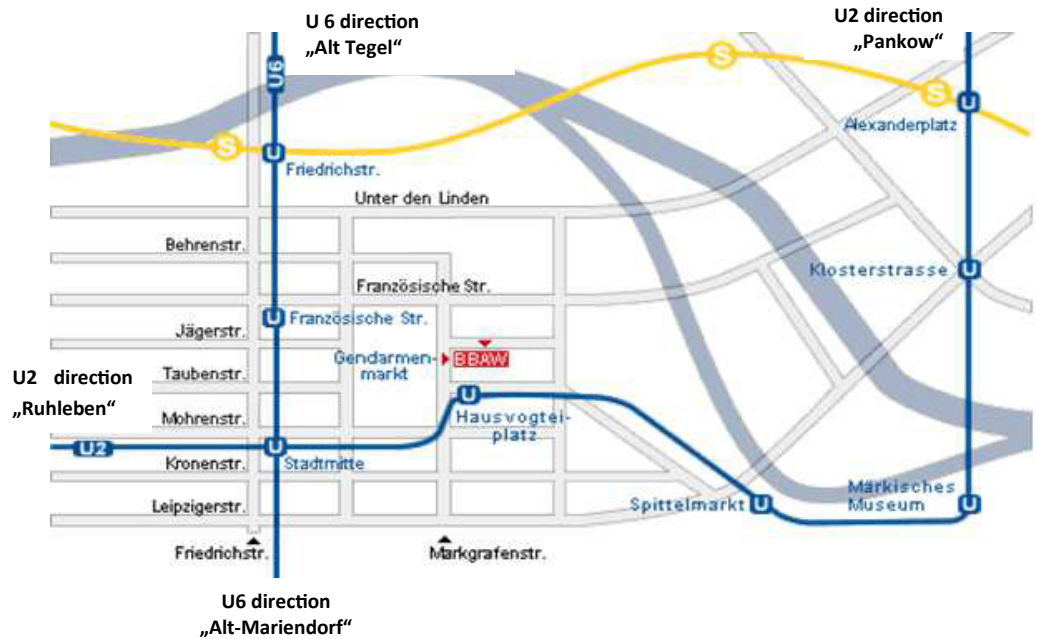 U 6 direction
„Alt Tegel“
U2 direction
„Pankow“
U6
S
S
S
U
Alexanderplatz
U
Friedrichstr.
Unter den Linden
Behrenstr.
Klosterstrasse U
Französische Str.
U Französische Str.
Jägerstr.
Gendarmen-
markt
BBAW
U2 direction
„Ruhleben“
Taubenstr.
U
Mohrenstr.
Hausvogtei-
platz
U2
U
Kronenstr.
Stadtmitte
Leipzigerstr.
Spittelmarkt U
Märkisches
Museum U
Friedrichstr.
Markgrafenstr.
U6 direction
„Alt-Mariendorf“